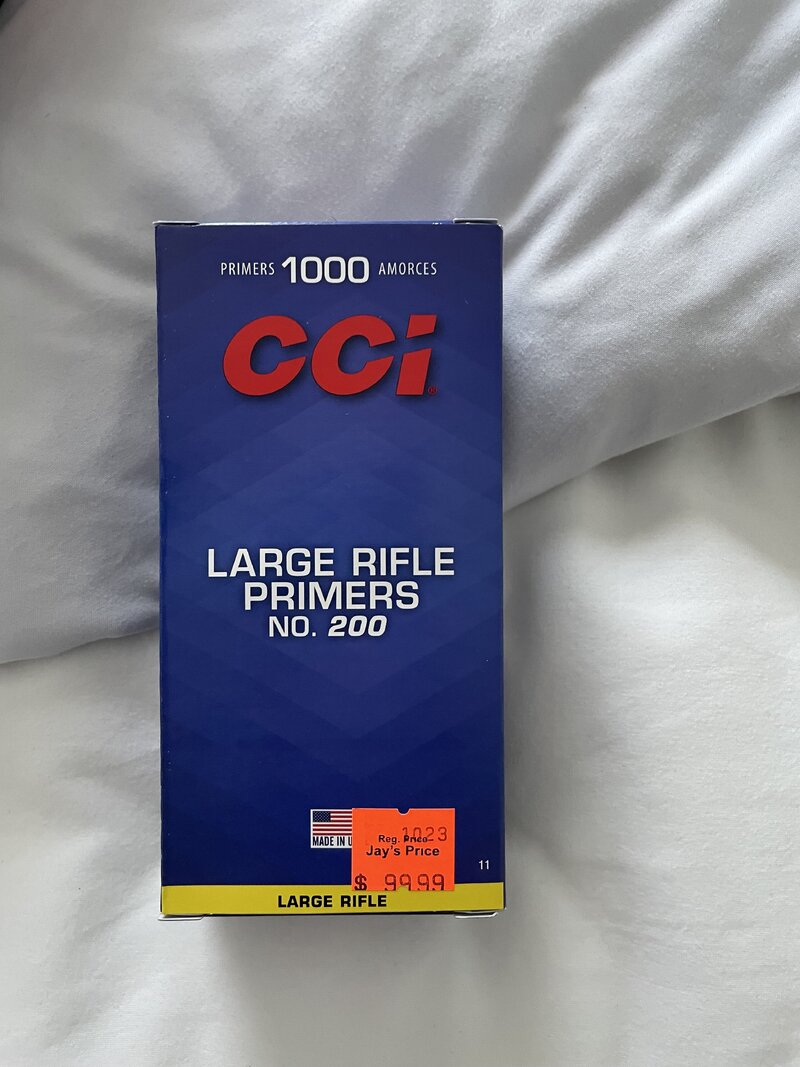 PRIMERS 1000 AMORCES
CCI®
LARGE RIFLE
PRIMERS
NO. 200
MADE IN U
1023
Reg. Price
Jay's Price
$ 99.99
11
LARGE RIFLE